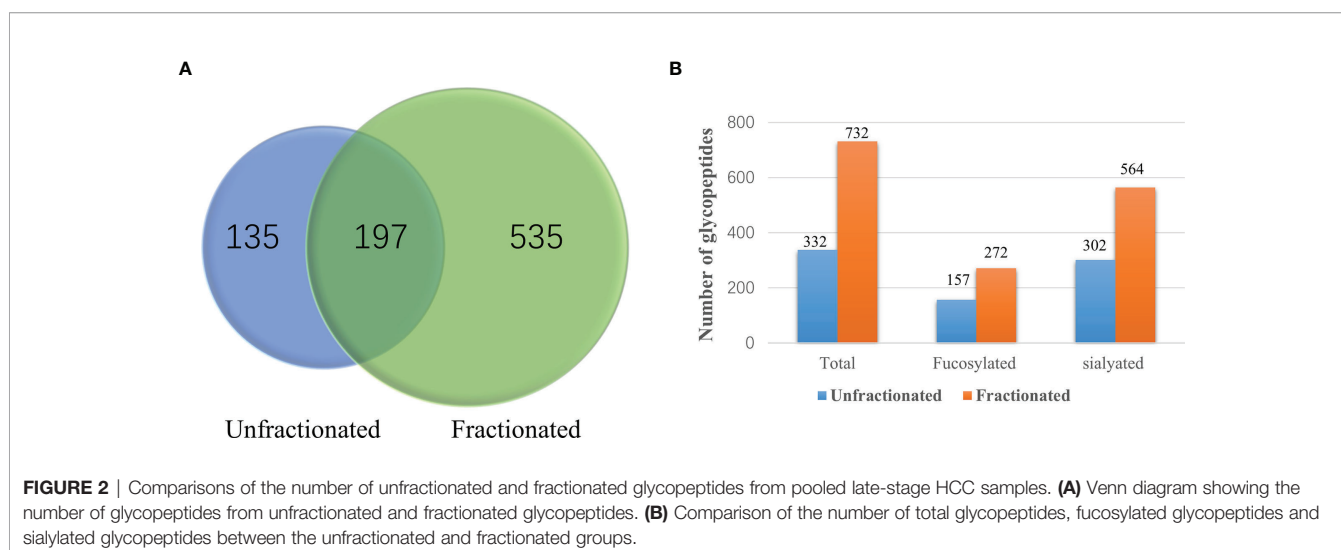 A
135
197
535
Unfractionated
Fractionated
B
Number of glycopeptides
800
600
400
200
0
332
732
157
272
302
564
Total
Fucosylated
sialyated
Unfractionated
Fractionated
FIGURE 2 | Comparisons of the number of unfractionated and fractionated glycopeptides from pooled late-stage HCC samples. (A) Venn diagram showing the
number of glycopeptides from unfractionated and fractionated glycopeptides. (B) Comparison of the number of total glycopeptides, fucosylated glycopeptides and
sialylated glycopeptides between the unfractionated and fractionated groups.